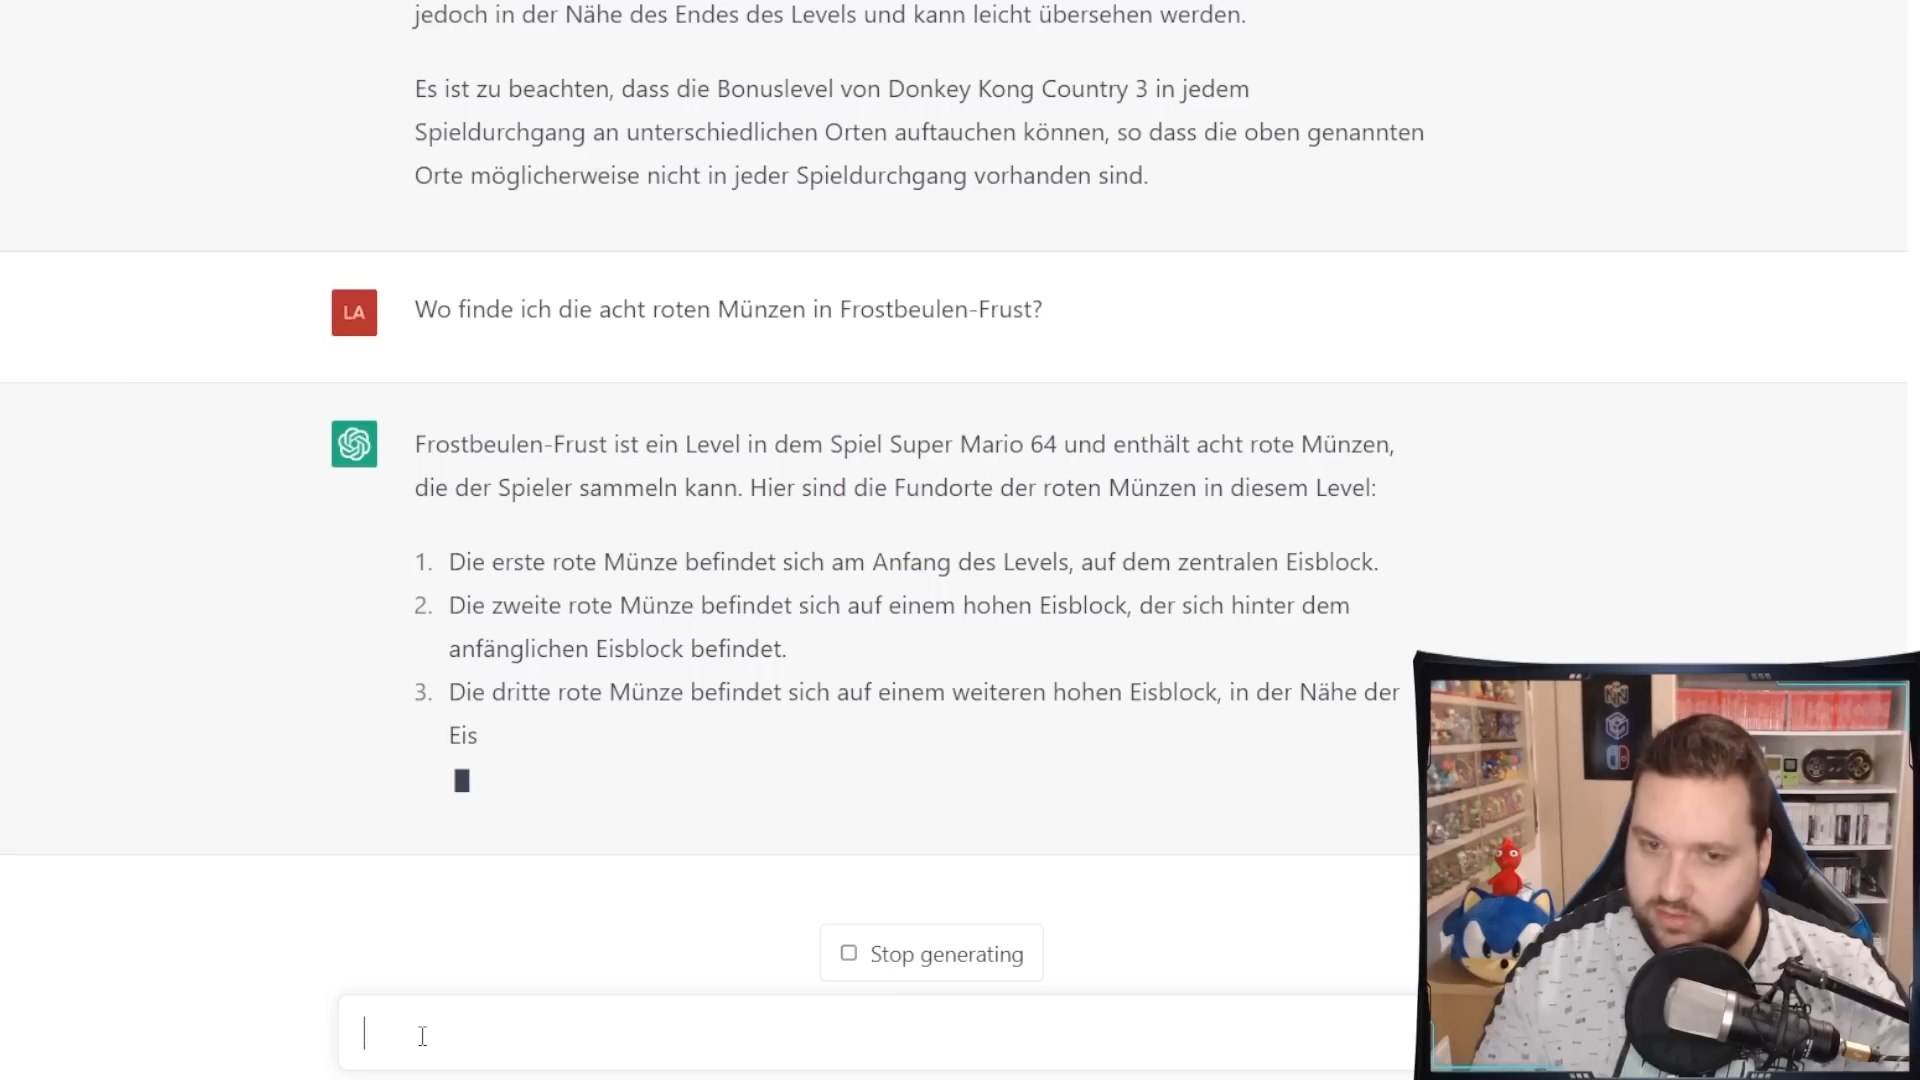 jedoch in der Nähe des Endes des Levels und kann leicht übersehen werden.
Es ist zu beachten, dass die Bonuslevel von Donkey Kong Country 3 in jedem
Spieldurchgang an unterschiedlichen Orten auftauchen können, so dass die oben genannten
Orte möglicherweise nicht in jeder Spieldurchgang vorhanden sind.
LA
Wo finde ich die acht roten Münzen in Frostbeulen-Frust?
Frostbeulen-Frust ist ein Level in dem Spiel Super Mario 64 und enthält acht rote Münzen,
die der Spieler sammeln kann. Hier sind die Fundorte der roten Münzen in diesem Level:
1. Die erste rote Münze befindet sich am Anfang des Levels, auf dem zentralen Eisblock.
2. Die zweite rote Münze befindet sich auf einem hohen Eisblock, der sich hinter dem
anfänglichen Eisblock befindet.
3. Die dritte rote Münze befindet sich auf einem weiteren hohen Eisblock, in der Nähe der
Eis
Stop generating